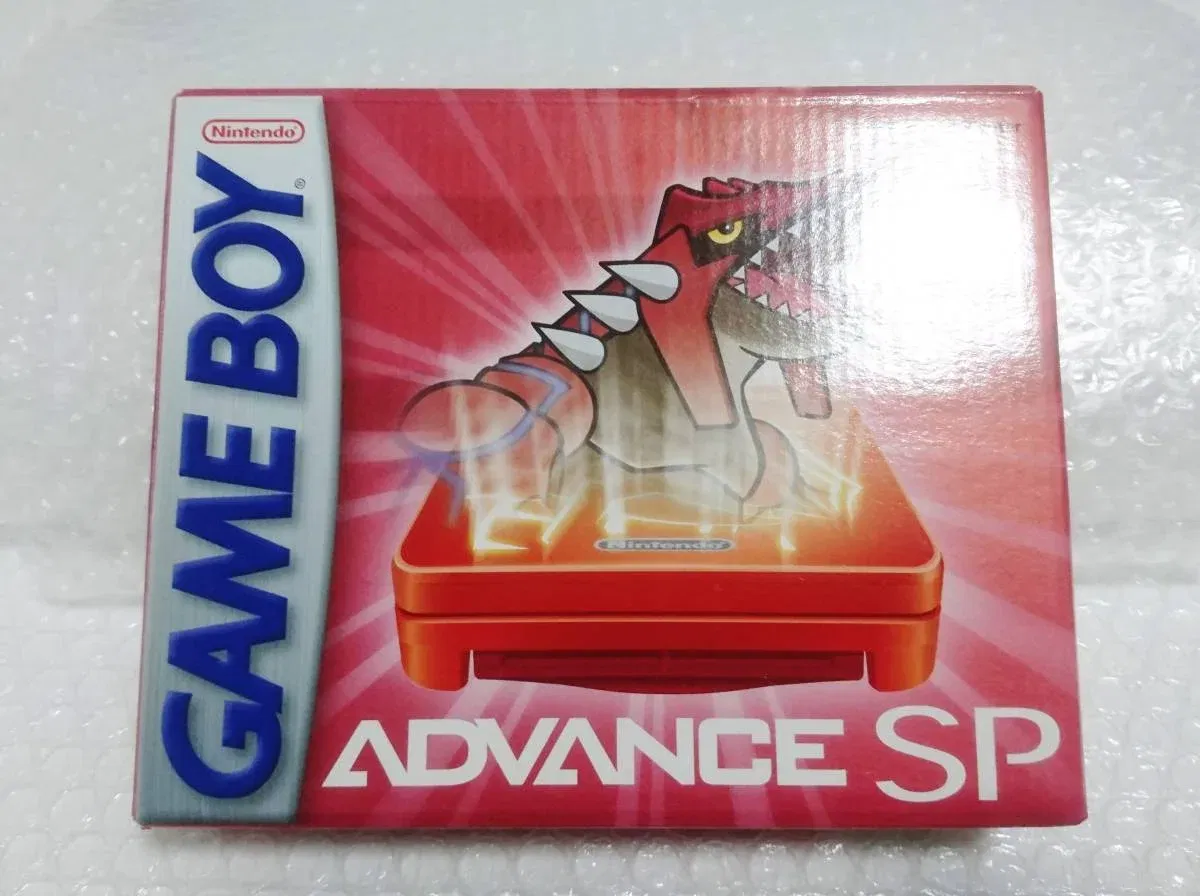 Nintendo®
GAME BOY®
Nintendo
ADVANCE SP